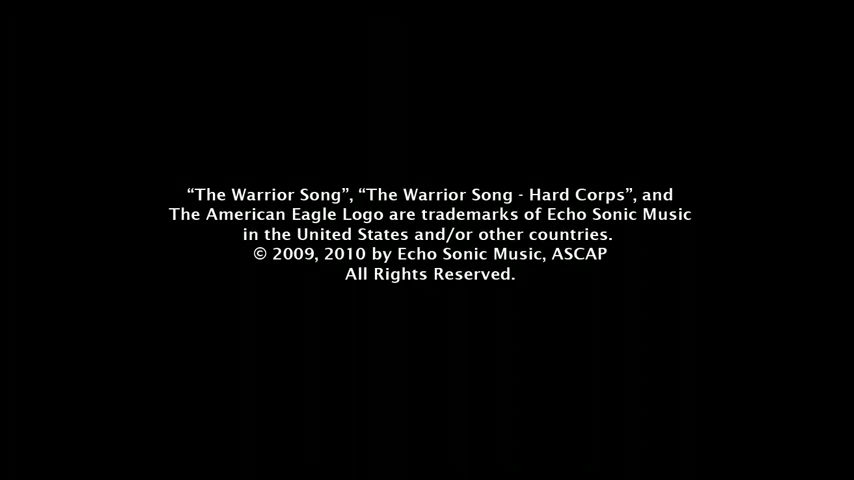 “The Warrior Song”, “The Warrior Song - Hard Corps”, and
The American Eagle Logo are trademarks of Echo Sonic Music
in the United States and/or other countries.
© 2009, 2010 by Echo Sonic Music, ASCAP
All Rights Reserved.